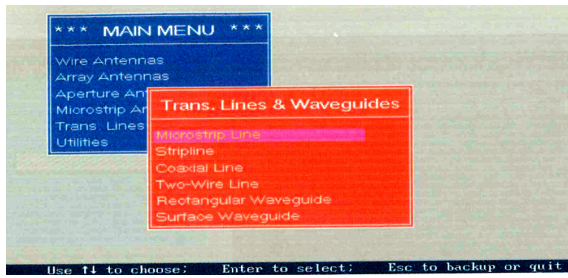 *** MAIN MENU ***
Wire Antennas
Array Antennas
Aperture An
Microstrip Ar
Trans. Lines
Utilities
Trans. Lines & Waveguides
Microstrip Line
Stripline
Coaxial Line
Two-Wire Line
Rectangular Waveguide
Surface Waveguide
Use ↑↓ to choose; Enter to select; Esc to backup or quit